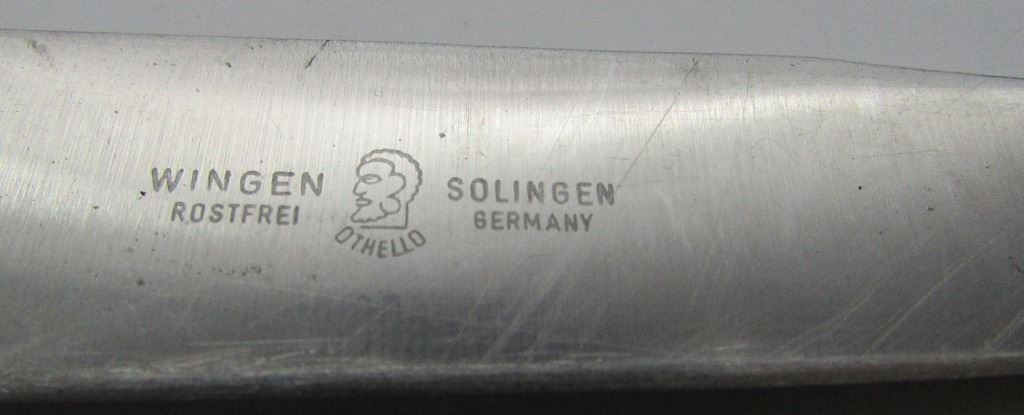 WINGEN
ROSTFREI
OTHELLO
SOLINGEN
GERMANY